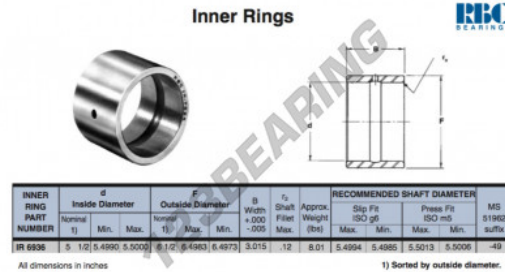 Inner Rings
RBC
BEARINGS
B
r₃
d
F
123BEARING
INNER RING PART NUMBER
d Inside Diameter
Nominal 1) Min. Max.
F Outside Diameter
Nominal 1) Max. Min.
B Width +.000 -.005
r₃ Shaft Fillet Max.
Approx. Weight (lbs)
RECOMMENDED SHAFT DIAMETER
Slip Fit ISO g6
Max. Min.
Press Fit ISO m5
Max. Min.
MS 51962 suffix
IR 6936 5 1/2 5.4990 5.5000 6 1/2 6.4983 6.4973 3.015 .12 8.01 5.4994 5.4985 5.5013 5.5006 -49
All dimensions in inches
1) Sorted by outside diameter.